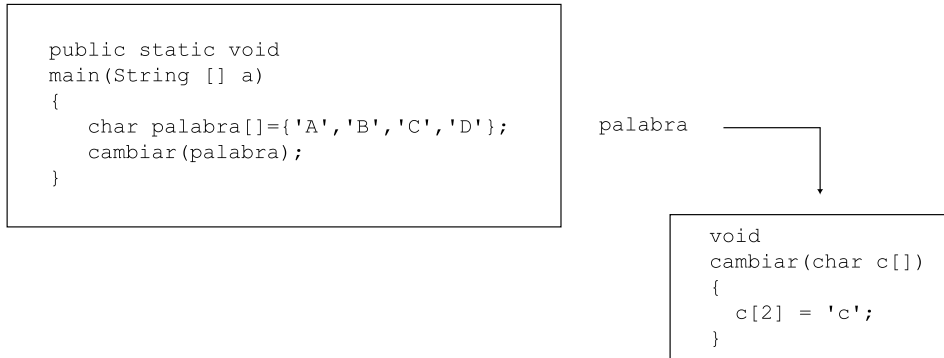 public static void
main(String [] a)
{
char palabra[]={'A','B','C','D'};
cambiar(palabra);
}
palabra
void
cambiar(char c[])
{
c[2] = 'c';
}